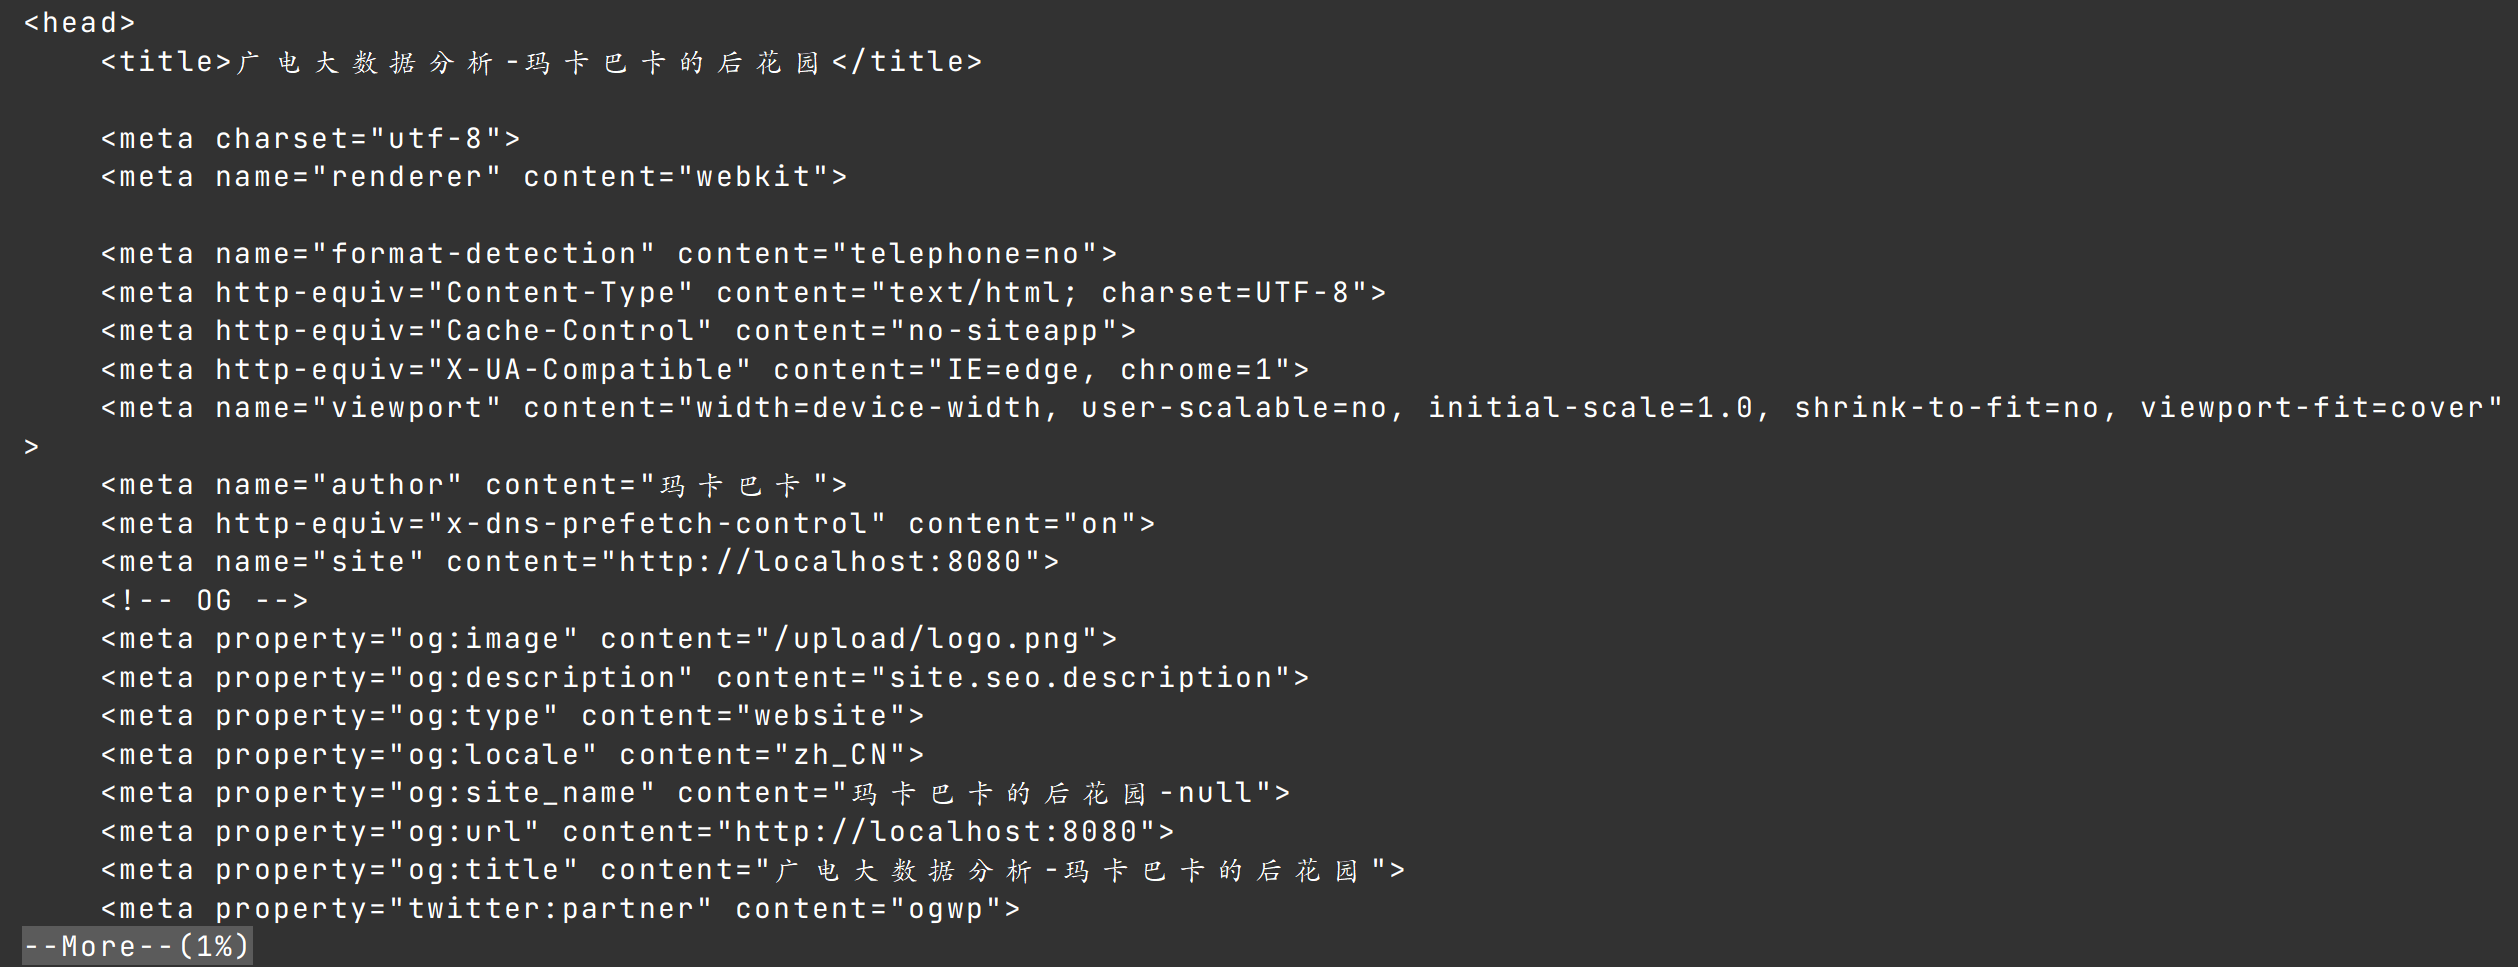 <head>
    <title>广电大数据分析-玛卡巴卡的后花园</title>

    <meta charset="utf-8">
    <meta name="renderer" content="webkit">

    <meta name="format-detection" content="telephone=no">
    <meta http-equiv="Content-Type" content="text/html; charset=UTF-8">
    <meta http-equiv="Cache-Control" content="no-siteapp">
    <meta http-equiv="X-UA-Compatible" content="IE=edge, chrome=1">
    <meta name="viewport" content="width=device-width, user-scalable=no, initial-scale=1.0, shrink-to-fit=no, viewport-fit=cover"
>
    <meta name="author" content="玛卡巴卡">
    <meta http-equiv="x-dns-prefetch-control" content="on">
    <meta name="site" content="http://localhost:8080">
    <!-- OG -->
    <meta property="og:image" content="/upload/logo.png">
    <meta property="og:description" content="site.seo.description">
    <meta property="og:type" content="website">
    <meta property="og:locale" content="zh_CN">
    <meta property="og:site_name" content="玛卡巴卡的后花园-null">
    <meta property="og:url" content="http://localhost:8080">
    <meta property="og:title" content="广电大数据分析-玛卡巴卡的后花园">
    <meta property="twitter:partner" content="ogwp">
--More--(1%)